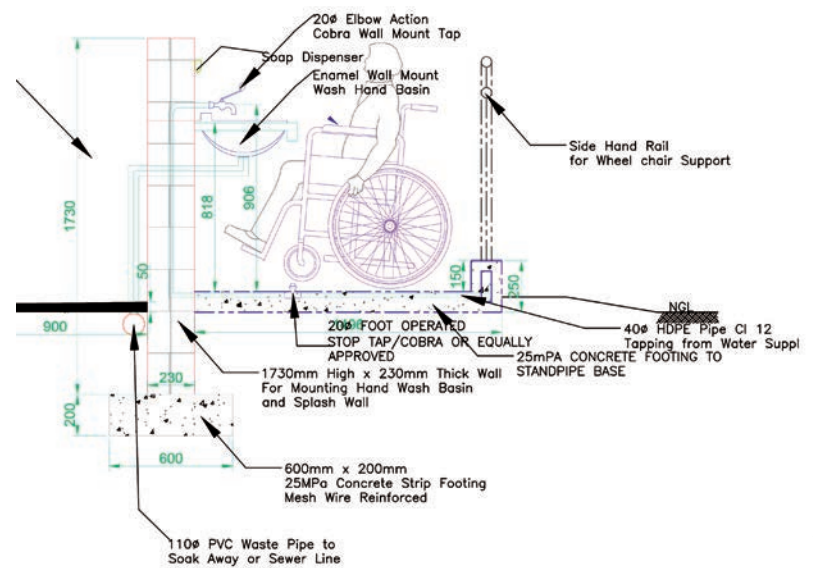 20ø Elbow Action
Cobra Wall Mount Tap
Soap Dispenser
Enamel Wall Mount
Wash Hand Basin
Side Hand Rail
for Wheel chair Support
1730
818
906
50
150
250
NGL
900
20ø FOOT OPERATED
STOP TAP/COBRA OR EQUALLY
APPROVED
40ø HDPE Pipe Cl 12
Tapping from Water Suppl
25mPA CONCRETE FOOTING TO
STANDPIPE BASE
230
1730mm High x 230mm Thick Wall
For Mounting Hand Wash Basin
and Splash Wall
200
600
600mm x 200mm
25MPa Concrete Strip Footing
Mesh Wire Reinforced
110ø PVC Waste Pipe to
Soak Away or Sewer Line